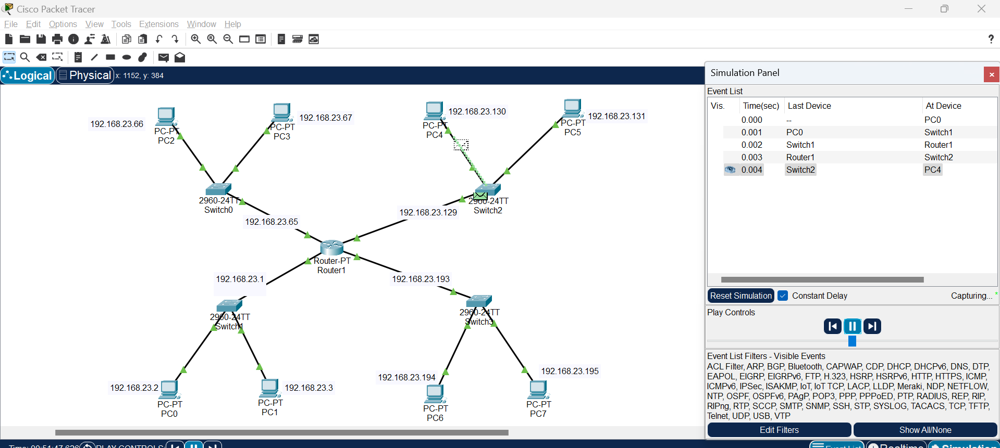 Cisco Packet Tracer
File Edit Options View Tools Extensions Window Help
Logical Physical x: 1152, y: 384
192.168.23.66
PC-PT
PC2
PC-PT
PC3
192.168.23.67
PC-PT
PC4
192.168.23.130
PC-PT
PC5
192.168.23.131
2960-24TT
Switch0
2960-24TT
Switch2
192.168.23.65
192.168.23.129
Router-PT
Router1
192.168.23.1
192.168.23.193
2960-24TT
Switch1
2960-24TT
Switch3
192.168.23.2
PC-PT
PC0
PC-PT
PC1
192.168.23.3
192.168.23.194
PC-PT
PC6
PC-PT
PC7
192.168.23.195
Simulation Panel
Event List
Vis. Time(sec) Last Device At Device
0.000 -- PC0
0.001 PC0 Switch1
0.002 Switch1 Router1
0.003 Router1 Switch2
0.004 Switch2 PC4
Reset Simulation Constant Delay Capturing... *
Play Controls
Event List Filters - Visible Events
ACL Filter, ARP, BGP, Bluetooth, CAPWAP, CDP, DHCP, DHCPv6, DNS, DTP,
EAPOL, EIGRP, EIGRPv6, FTP, H.323, HSRP, HSRPv6, HTTP, HTTPS, ICMP,
ICMPv6, IPSec, ISAKMP, IoT, IoT TCP, LACP, LLDP, Meraki, NDP, NETFLOW,
NTP, OSPF, OSPFv6, PAgP, POP3, PPP, PPPoED, PTP, RADIUS, REP, RIP,
RIPng, RTP, SCCP, SMTP, SNMP, SSH, STP, SYSLOG, TACACS, TCP, TFTP,
Telnet, UDP, USB, VTP
Edit Filters Show All/None
Time: 00:51:47.626 PLAY CONTROLS: Event List Realtime Simulation